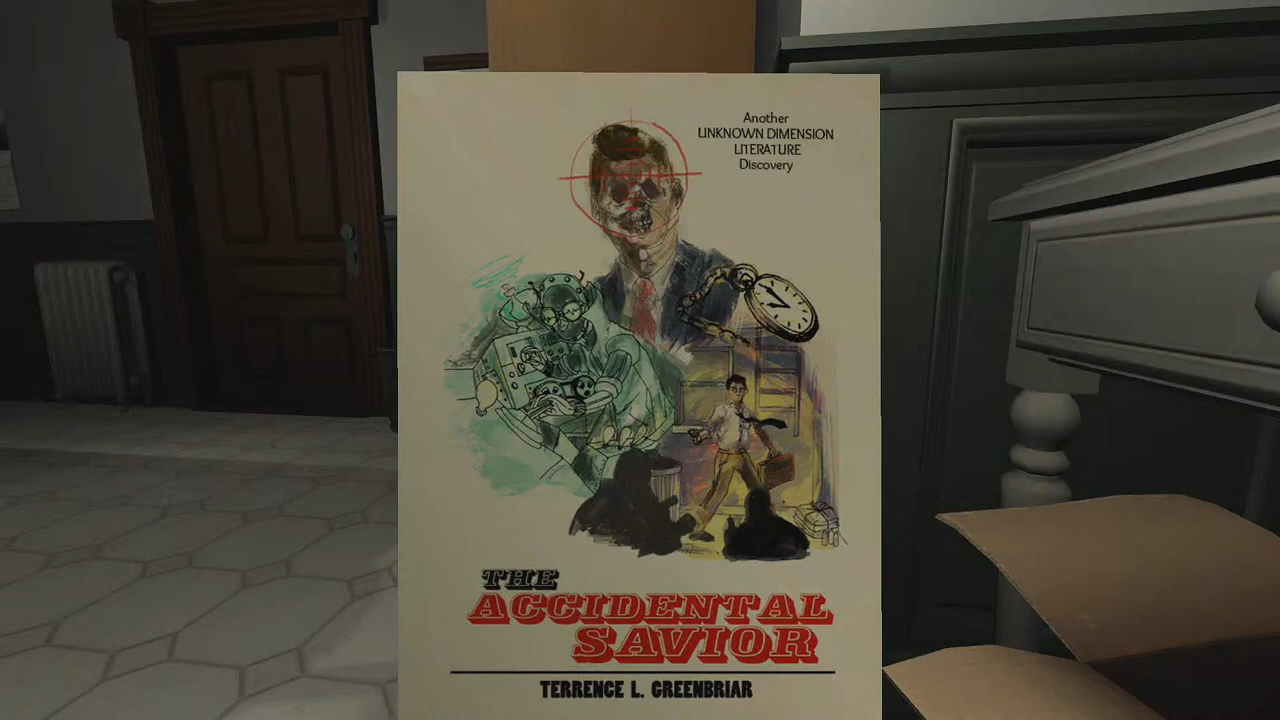 Another
UNKNOWN DIMENSION
LITERATURE
Discovery
THE
ACCIDENTAL
SAVIOR
TERRENCE L. GREENBRIAR